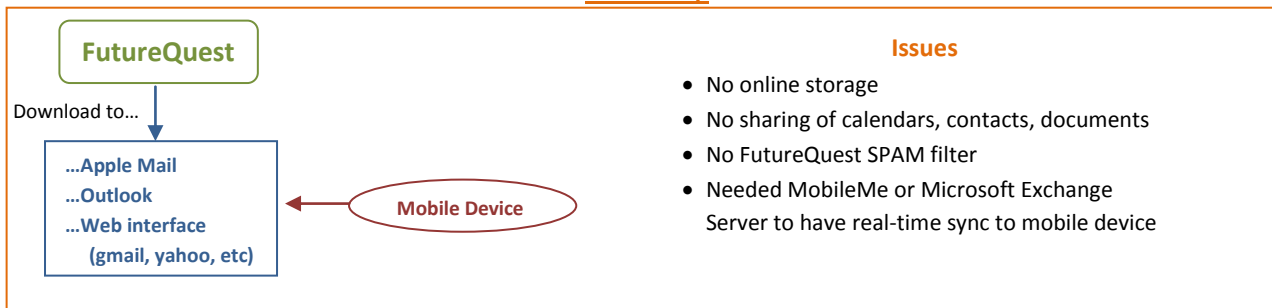 FutureQuest
Download to…
…Apple Mail
…Outlook
…Web interface
(gmail, yahoo, etc)
Mobile Device
Issues
• No online storage
• No sharing of calendars, contacts, documents
• No FutureQuest SPAM filter
• Needed MobileMe or Microsoft Exchange
Server to have real-time sync to mobile device